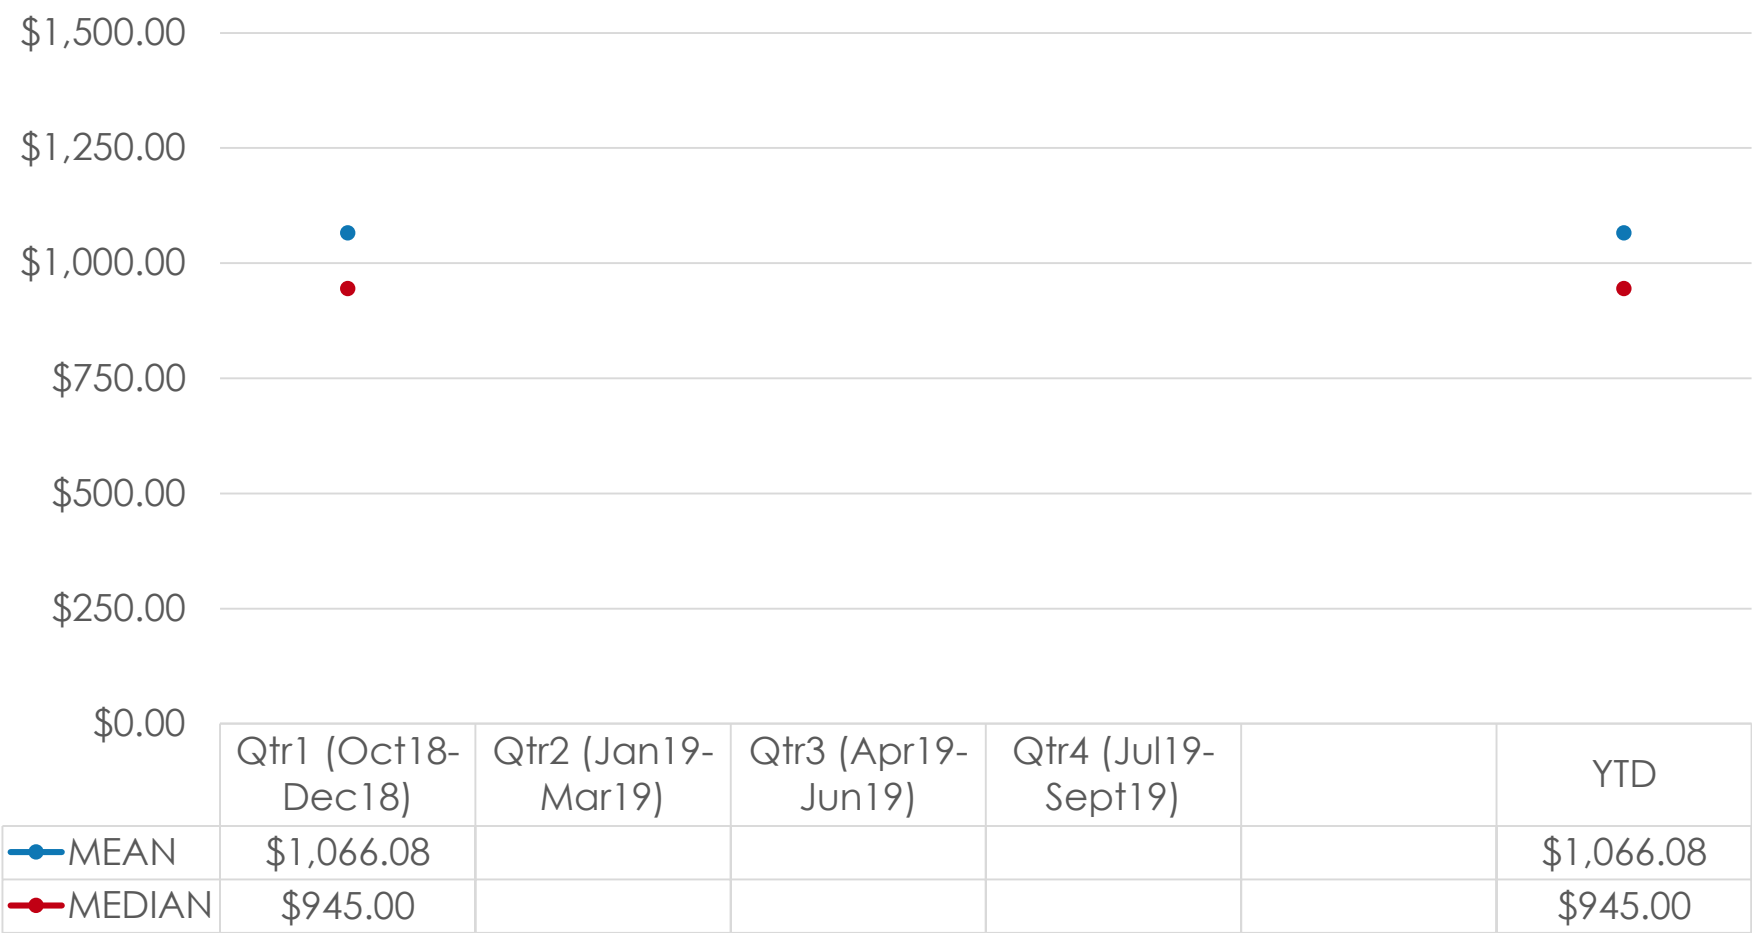 $1,500.00
$1,250.00
$1,000.00
$750.00
$500.00
$250.00
$0.00
Qtr1 (Oct18-
Dec18)
Qtr2 (Jan19-
Mar19)
Qtr3 (Apr19-
Jun19)
Qtr4 (Jul19-
Sept19)
YTD
MEAN $1,066.08 $1,066.08
MEDIAN $945.00 $945.00